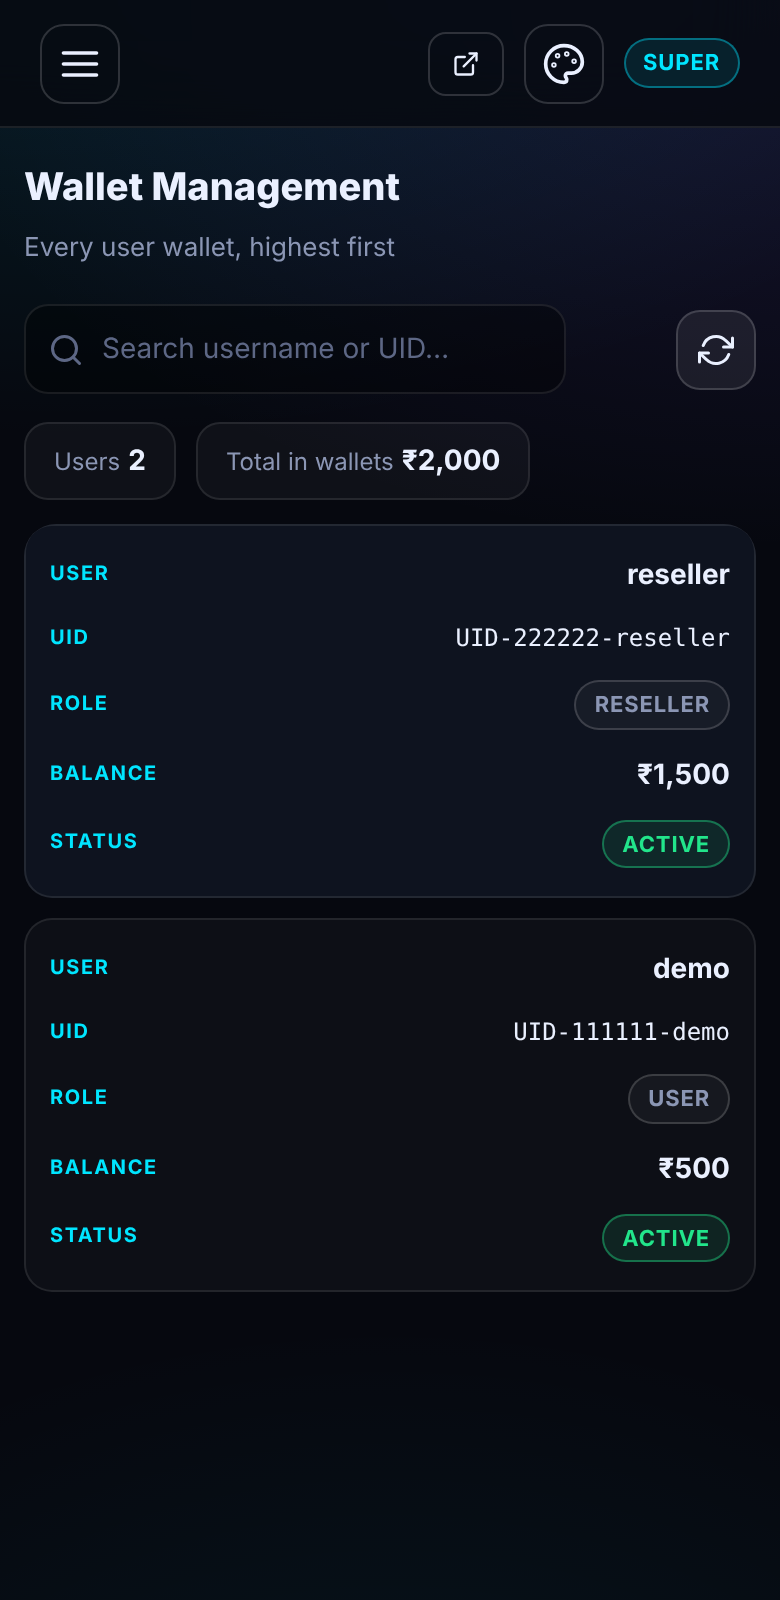 SUPER
Wallet Management
Every user wallet, highest first
Search username or UID...
Users 2
Total in wallets ₹2,000
USER reseller
UID UID-222222-reseller
ROLE RESELLER
BALANCE ₹1,500
STATUS ACTIVE
USER demo
UID UID-111111-demo
ROLE USER
BALANCE ₹500
STATUS ACTIVE